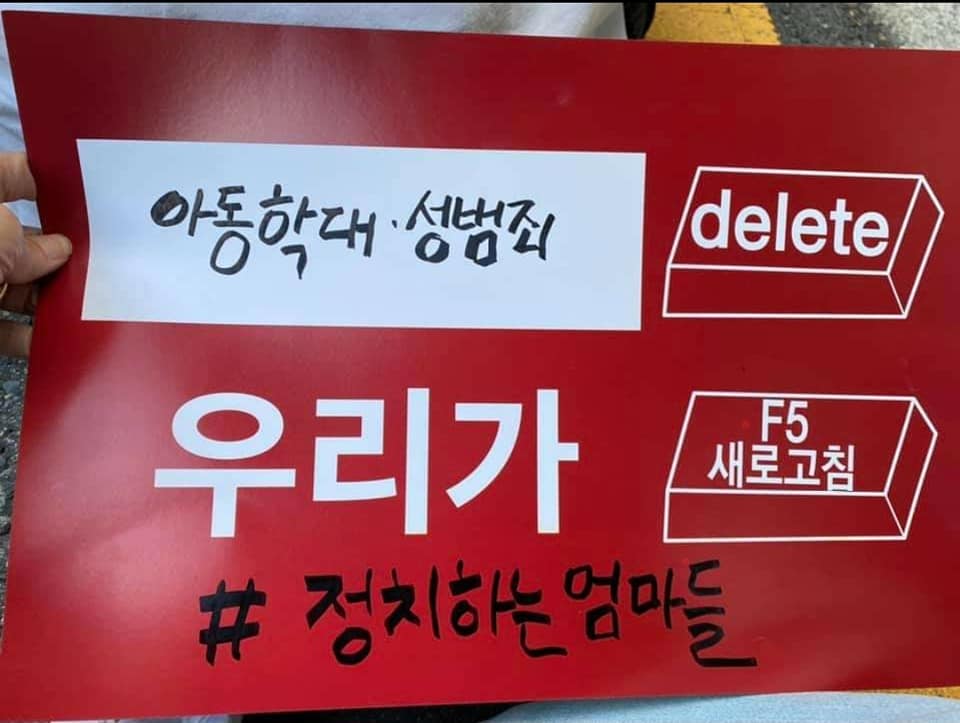 아동학대·성범죄
delete
우리가
F5
새로고침
# 정치하는엄마들